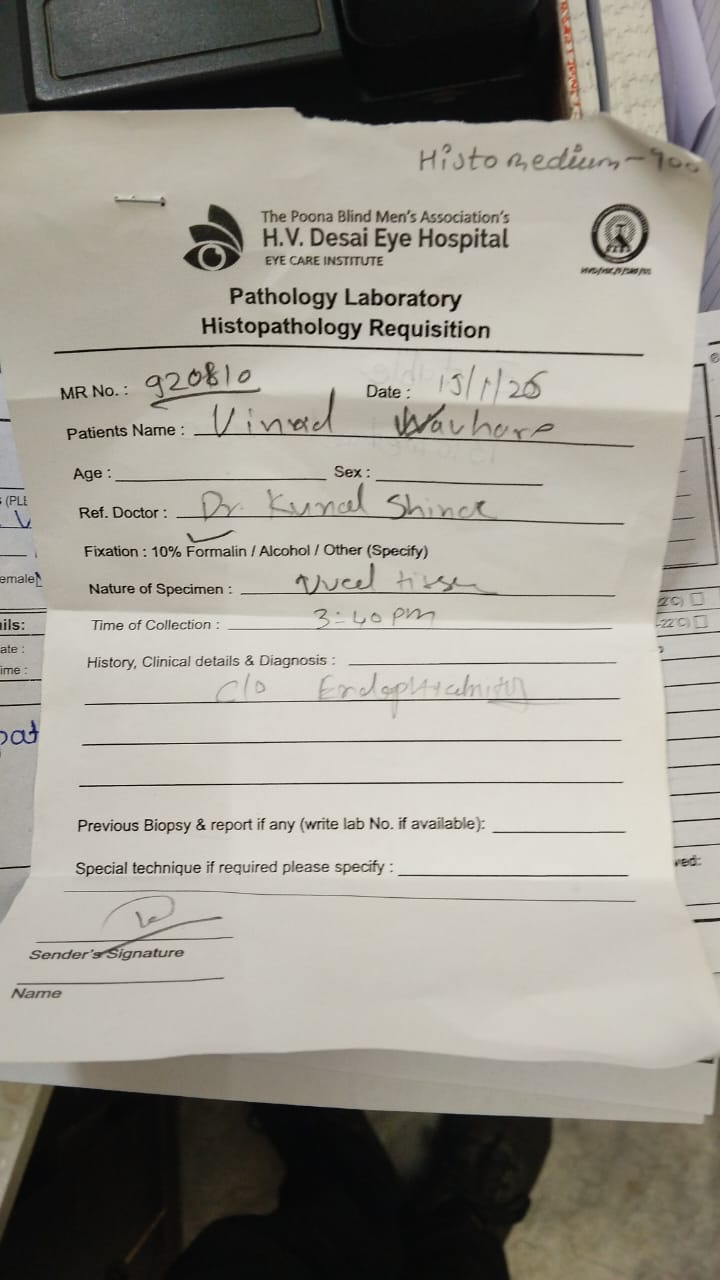 Histo medium - 900
The Poona Blind Men's Association's
H.V. Desai Eye Hospital
EYE CARE INSTITUTE
Pathology Laboratory
Histopathology Requisition
MR No. : 920810 Date : 15/1/26
Patients Name : Vinod Wavhare
Age : Sex :
Ref. Doctor : Dr. Kunal Shinde
Fixation : 10% Formalin / Alcohol / Other (Specify)
Nature of Specimen : Uveal tissue
Time of Collection : 3:40 pm
History, Clinical details & Diagnosis :
C/O Endophthalmitis
Previous Biopsy & report if any (write lab No. if available):
Special technique if required please specify :
Sender's Signature
Name